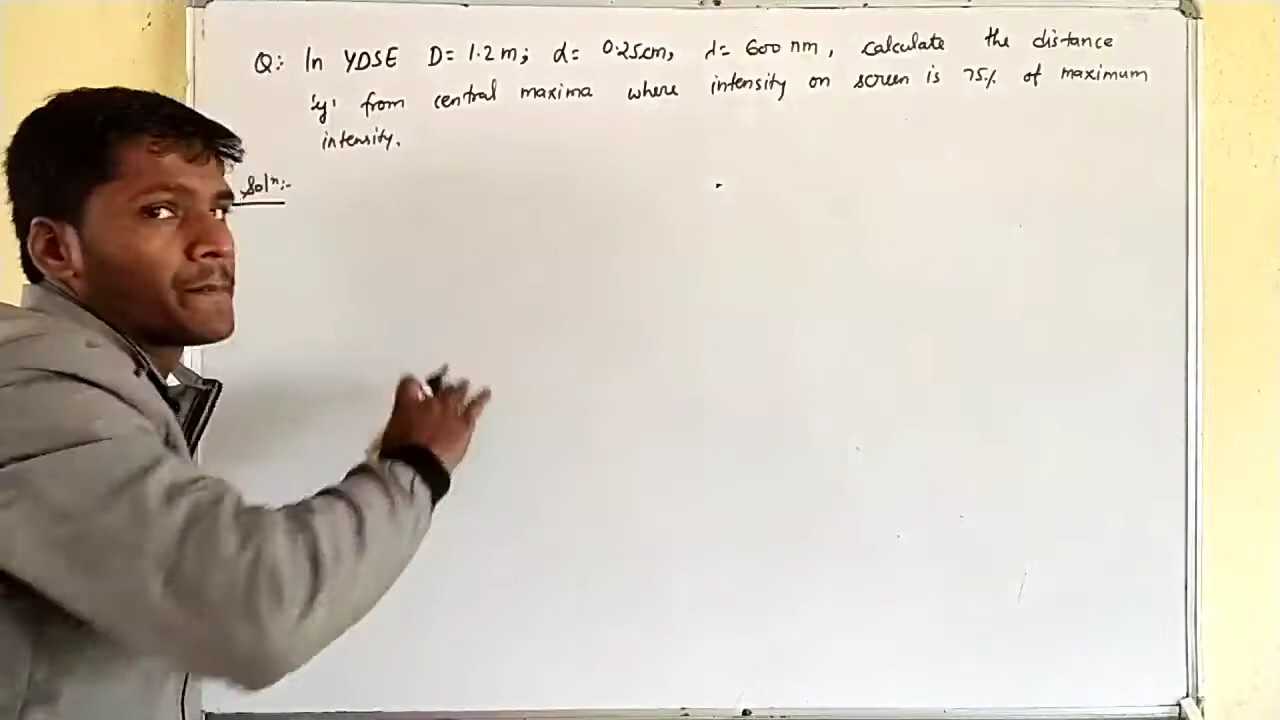 Q:- In YDSE D= 1.2 m; d= 0.25cm, λ= 600 nm, calculate the distance
'y' from central maxima where intensity on screen is 75% of maximum
intensity.
Solⁿ:-